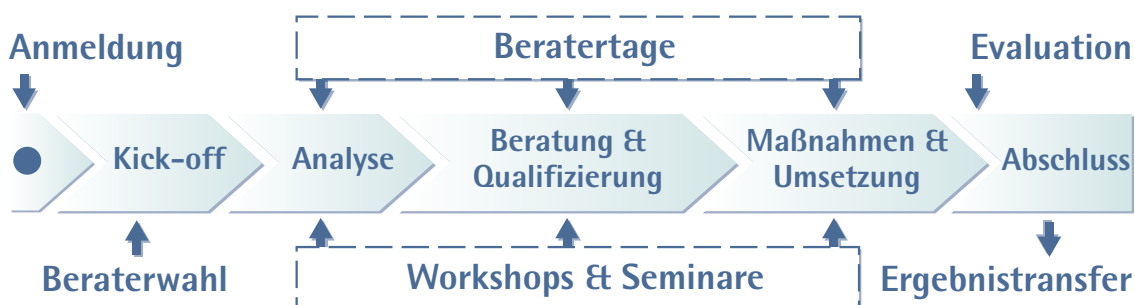 Anmeldung
Beratertage
Evaluation
Kick-off
Analyse
Beratung &
Qualifizierung
Maßnahmen &
Umsetzung
Abschluss
Beraterwahl
Workshops & Seminare
Ergebnistransfer